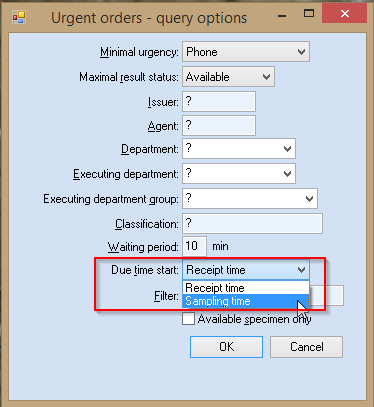 Urgent orders - query options
Minimal urgency: Phone
Maximal result status: Available
Issuer: ?
Agent: ?
Department: ?
Executing department: ?
Executing department group: ?
Classification: ?
Waiting period: 10 min
Due time start: Receipt time
Receipt time
Filter: Sampling time
Available specimen only
OK Cancel